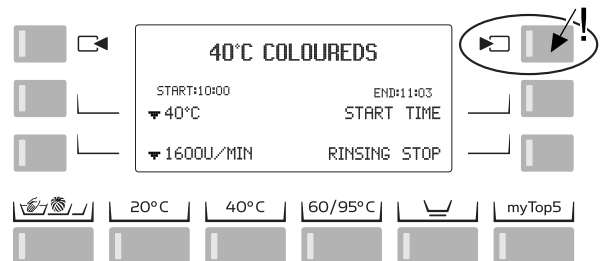 !
40°C COLOUREDS
START:10:00 END:11:03
40°C START TIME
1600U/MIN RINSING STOP
20°C 40°C 60/95°C myTop5